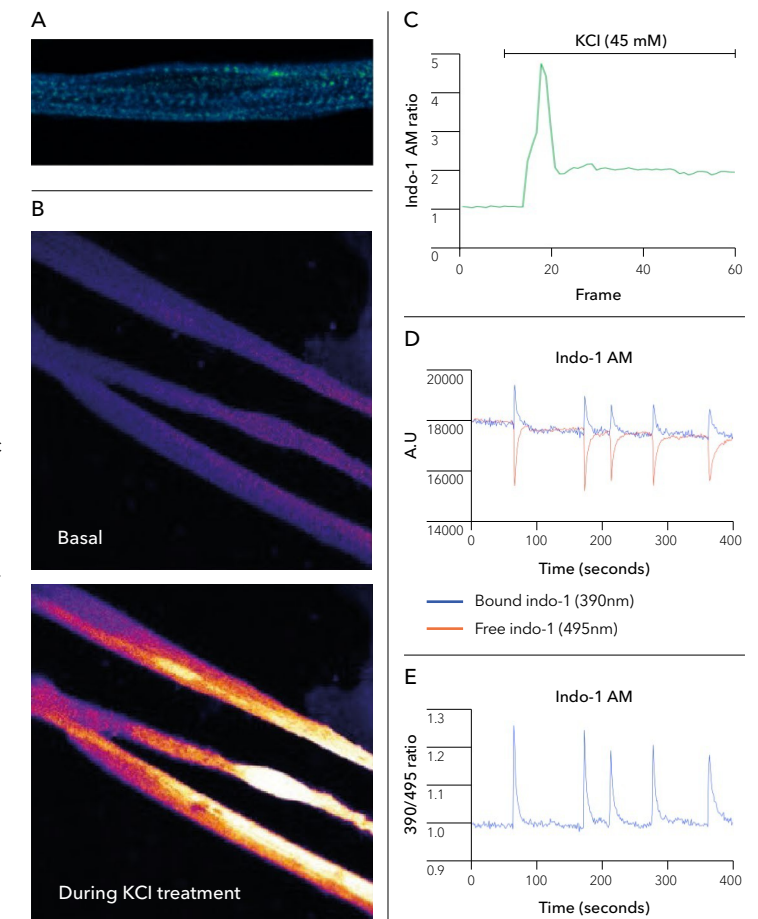 A
B
Basal
During KCl treatment
C
KCl (45 mM)
Indo-1 AM ratio
5
4
3
2
1
0
0 20 40 60
Frame
D
Indo-1 AM
A.U
20000
18000
16000
14000
0 100 200 300 400
Time (seconds)
Bound indo-1 (390nm)
Free indo-1 (495nm)
E
Indo-1 AM
390/495 ratio
1.3
1.2
1.1
1.0
0.9
0 100 200 300 400
Time (seconds)